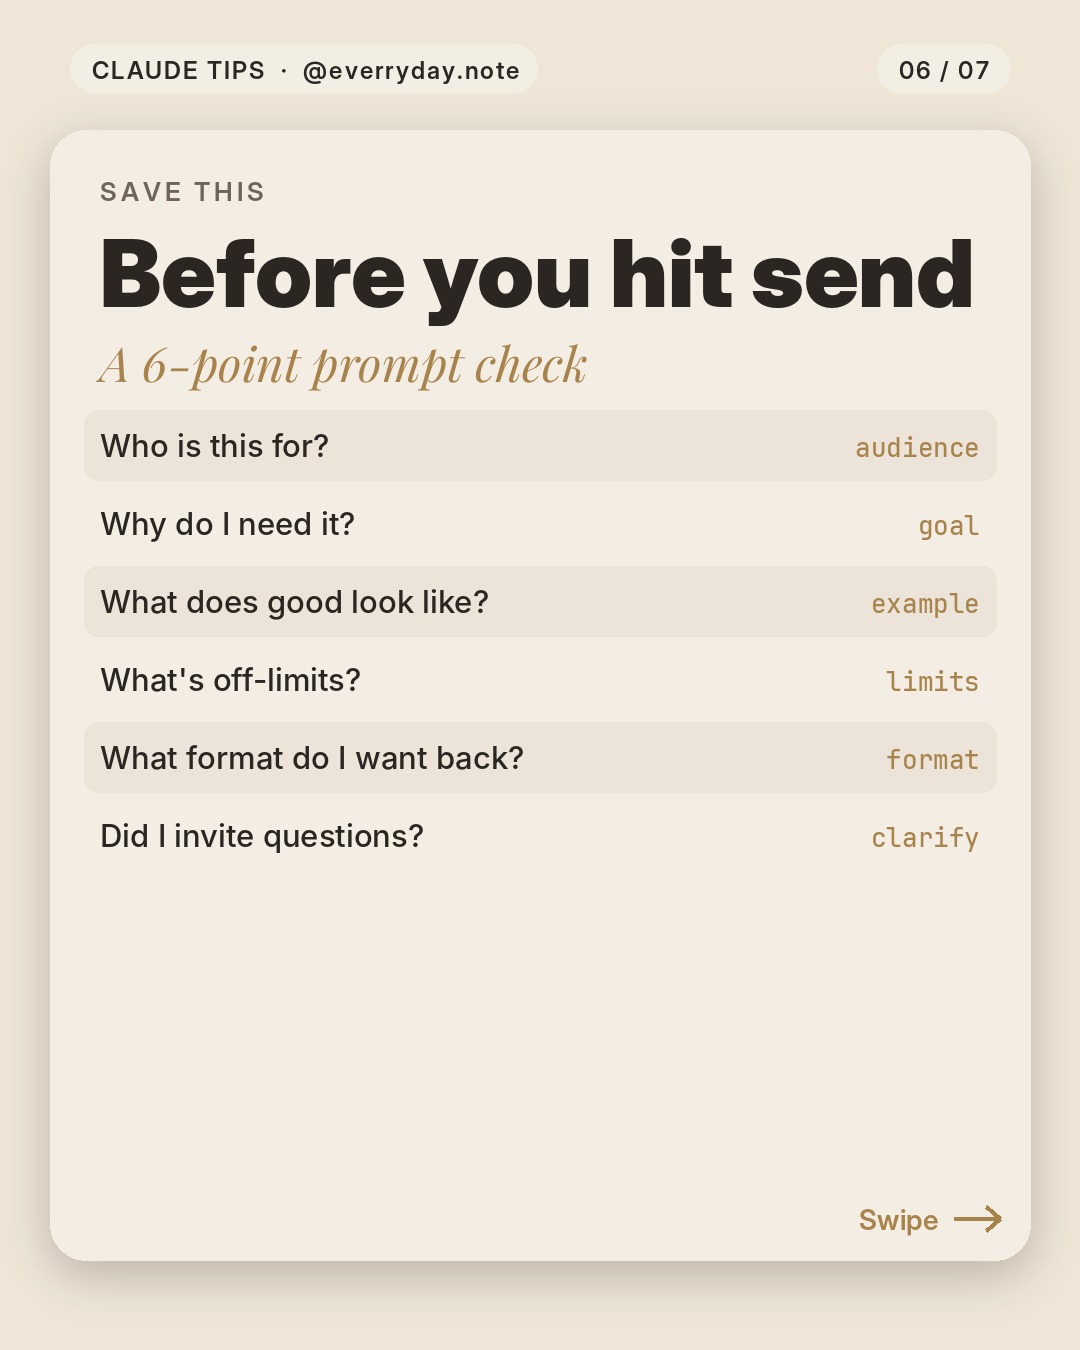 CLAUDE TIPS · @everryday.note
06 / 07
SAVE THIS
Before you hit send
A 6-point prompt check
Who is this for? audience
Why do I need it? goal
What does good look like? example
What's off-limits? limits
What format do I want back? format
Did I invite questions? clarify
Swipe →